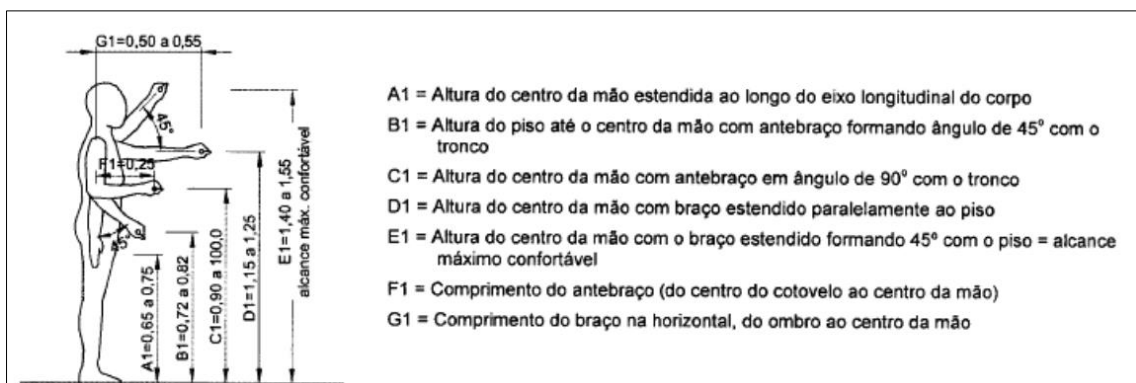 G1=0,50 a 0,55
45°
F1=0,25
45°
A1=0,65 a 0,75
B1=0,72 a 0,82
C1=0,90 a 100,0
D1=1,15 a 1,25
E1=1,40 a 1,55
alcance máx. confortável
A1 = Altura do centro da mão estendida ao longo do eixo longitudinal do corpo
B1 = Altura do piso até o centro da mão com antebraço formando ângulo de 45° com o
tronco
C1 = Altura do centro da mão com antebraço em ângulo de 90° com o tronco
D1 = Altura do centro da mão com braço estendido paralelamente ao piso
E1 = Altura do centro da mão com o braço estendido formando 45° com o piso = alcance
máximo confortável
F1 = Comprimento do antebraço (do centro do cotovelo ao centro da mão)
G1 = Comprimento do braço na horizontal, do ombro ao centro da mão